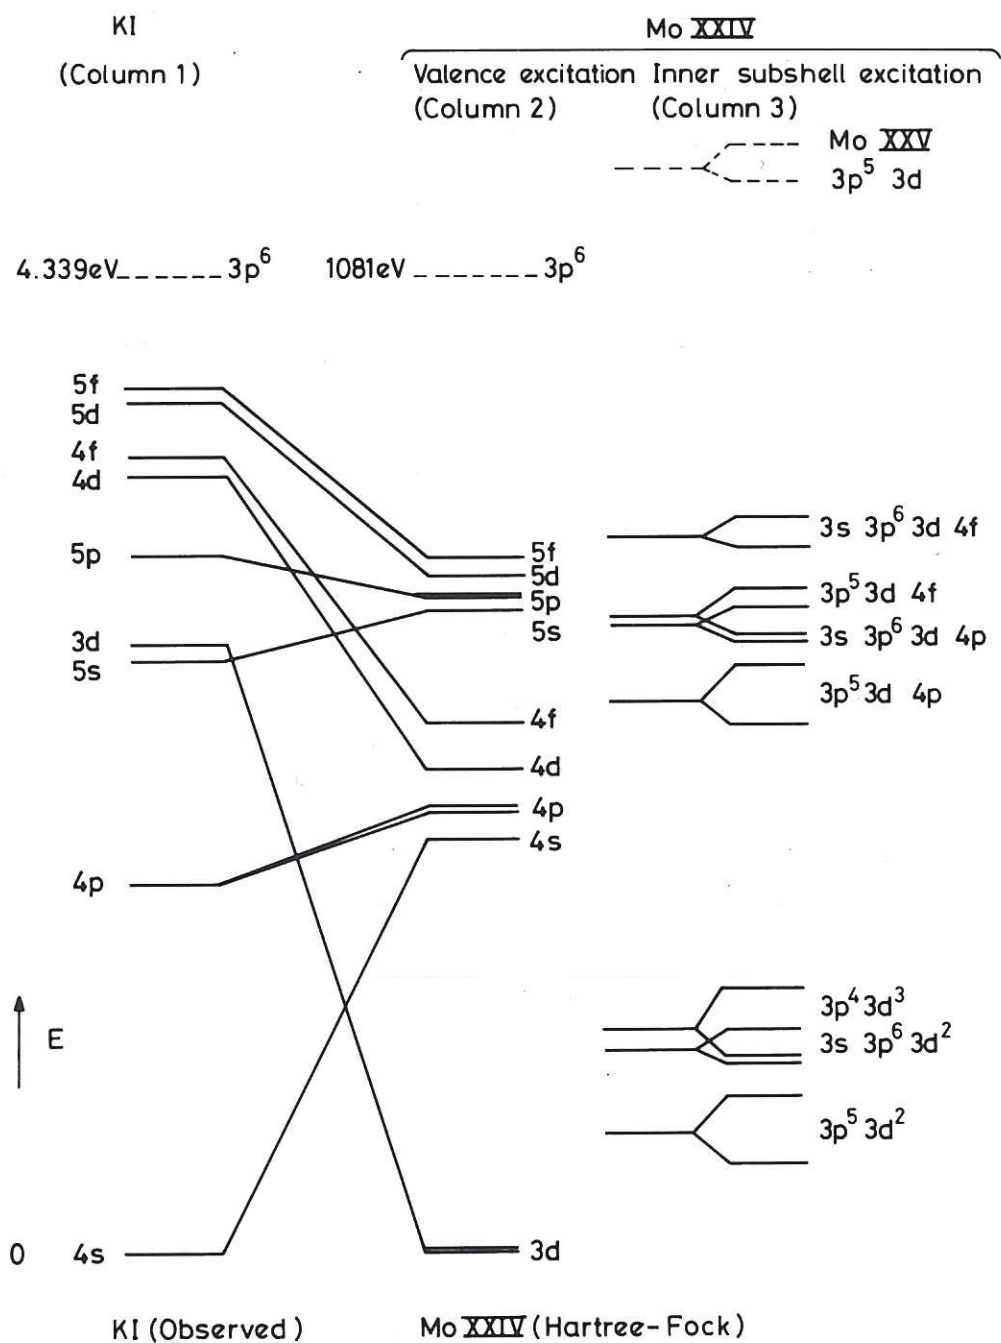 KI
Mo XXIV
(Column 1)
Valence excitation Inner subshell excitation
(Column 2) (Column 3)
Mo XXV
3p⁵ 3d
4.339eV 3p⁶ 1081eV 3p⁶
5f
5d
4f
4d
5p
3d
5s
4p
4s
0
E
5f
5d
5p
5s
4f
4d
4p
4s
3d
3s 3p⁶ 3d 4f
3p⁵ 3d 4f
3s 3p⁶ 3d 4p
3p⁵ 3d 4p
3p⁴ 3d³
3s 3p⁶ 3d²
3p⁵ 3d²
KI (Observed) Mo XXIV (Hartree-Fock)